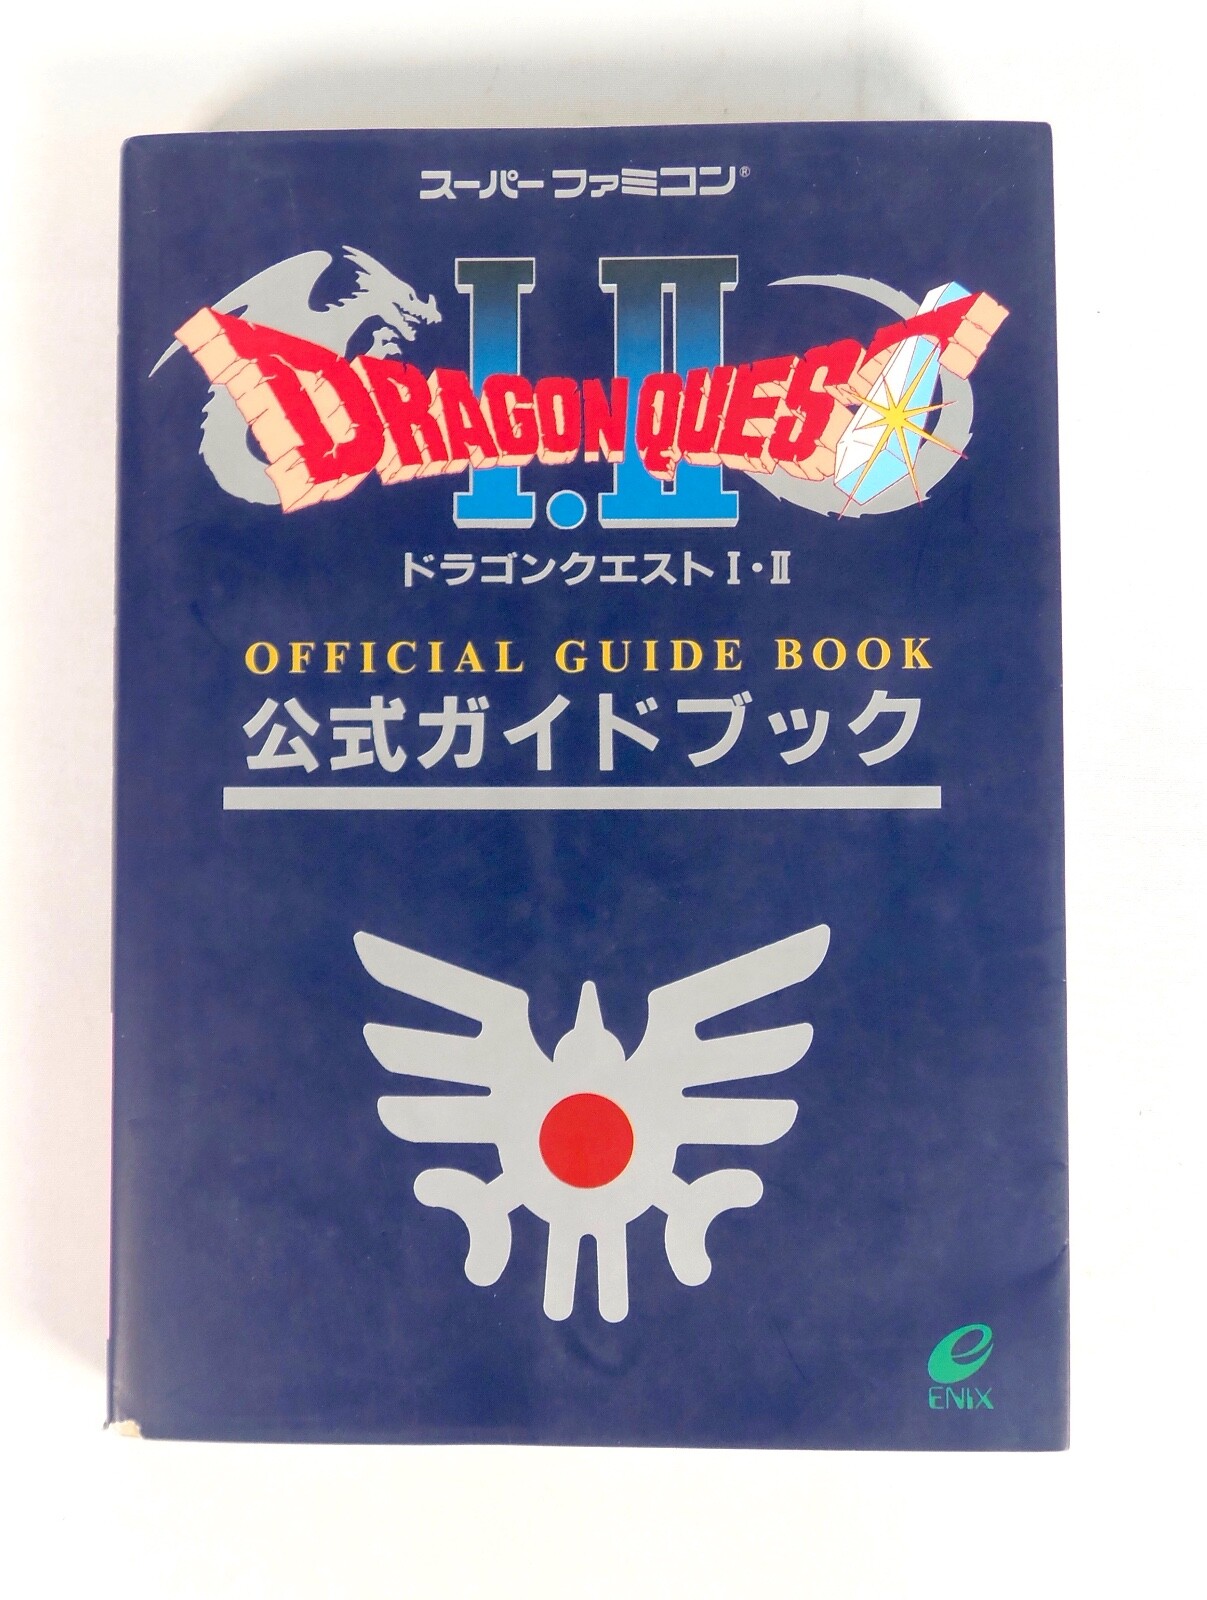 スーパーファミコン®
I・II
DRAGON QUEST
ドラゴンクエストI・II
OFFICIAL GUIDE BOOK
公式ガイドブック
e
ENIX